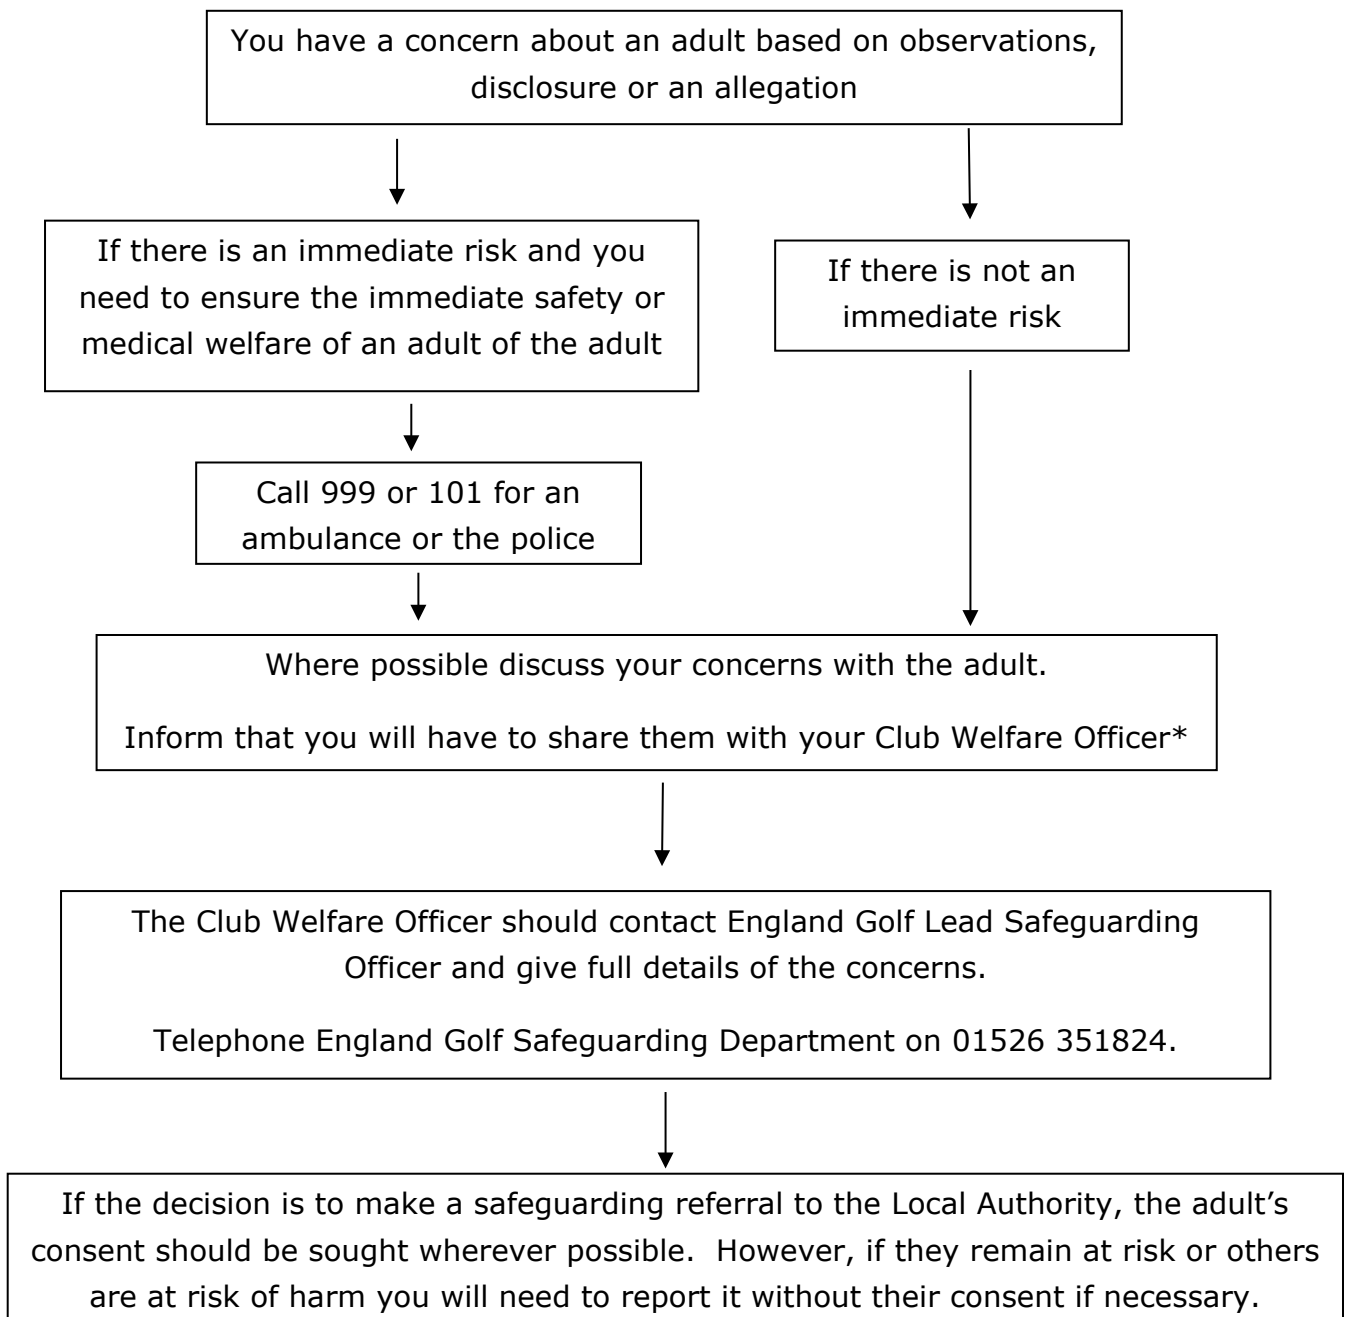 You have a concern about an adult based on observations,
disclosure or an allegation
If there is an immediate risk and you
need to ensure the immediate safety or
medical welfare of an adult of the adult
If there is not an
immediate risk
Call 999 or 101 for an
ambulance or the police
Where possible discuss your concerns with the adult.
Inform that you will have to share them with your Club Welfare Officer*
The Club Welfare Officer should contact England Golf Lead Safeguarding
Officer and give full details of the concerns.
Telephone England Golf Safeguarding Department on 01526 351824.
If the decision is to make a safeguarding referral to the Local Authority, the adult’s
consent should be sought wherever possible.  However, if they remain at risk or others
are at risk of harm you will need to report it without their consent if necessary.